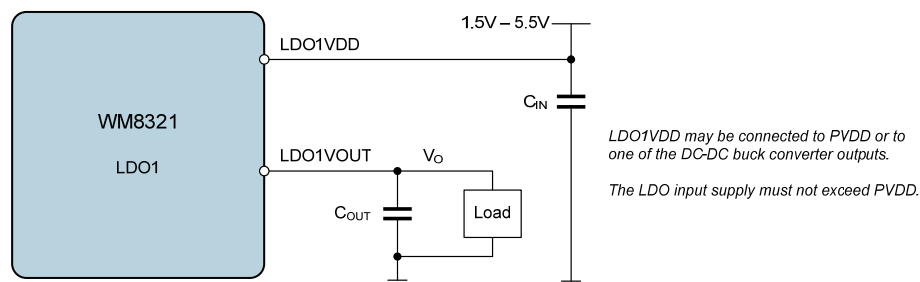 1.5V – 5.5V
LDO1VDD
CIN
WM8321
LDO1
LDO1VOUT
VO
COUT
Load
LDO1VDD may be connected to PVDD or to
one of the DC-DC buck converter outputs.
The LDO input supply must not exceed PVDD.